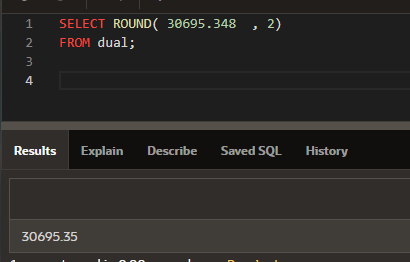 1 SELECT ROUND( 30695.348 , 2)
2 FROM dual;
3
4
Results Explain Describe Saved SQL History
30695.35